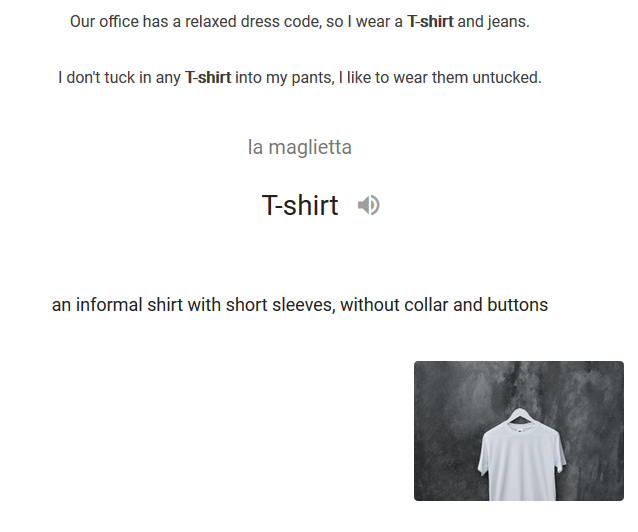 Our office has a relaxed dress code, so I wear a T-shirt and jeans.
I don't tuck in any T-shirt into my pants, I like to wear them untucked.
la maglietta
T-shirt
an informal shirt with short sleeves, without collar and buttons